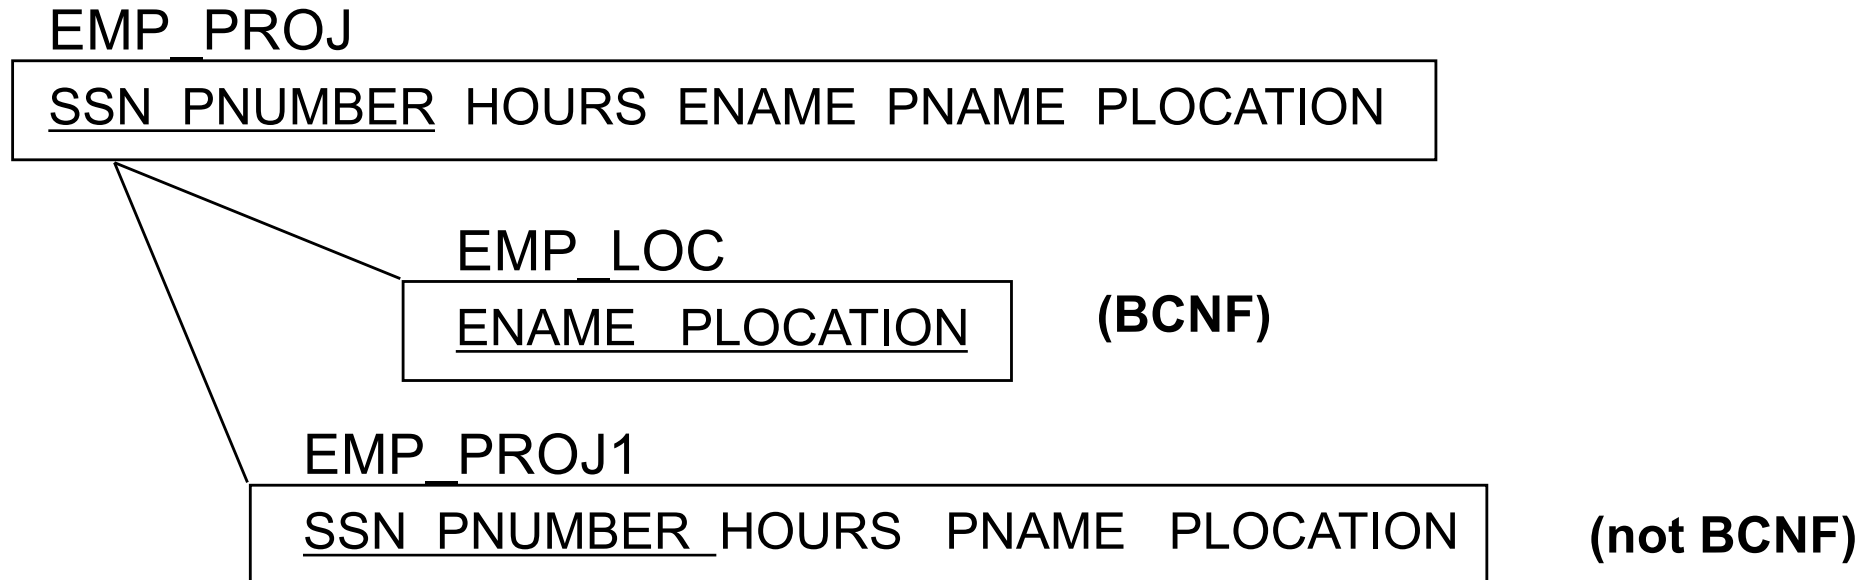 EMP_PROJ
SSN PNUMBER HOURS ENAME PNAME PLOCATION
EMP_LOC
ENAME PLOCATION
(BCNF)
EMP_PROJ1
SSN PNUMBER HOURS PNAME PLOCATION
(not BCNF)